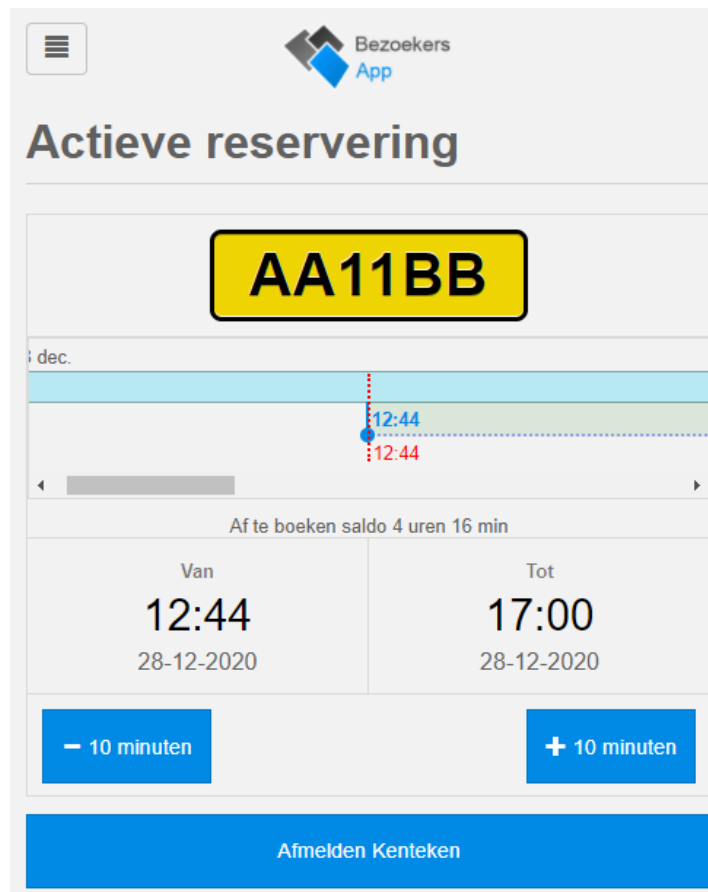 Bezoekers
App
Actieve reservering
AA11BB
dec.
12:44
12:44
Af te boeken saldo 4 uren 16 min
Van Tot
12:44 17:00
28-12-2020 28-12-2020
10 minuten + 10 minuten
Afmelden Kenteken